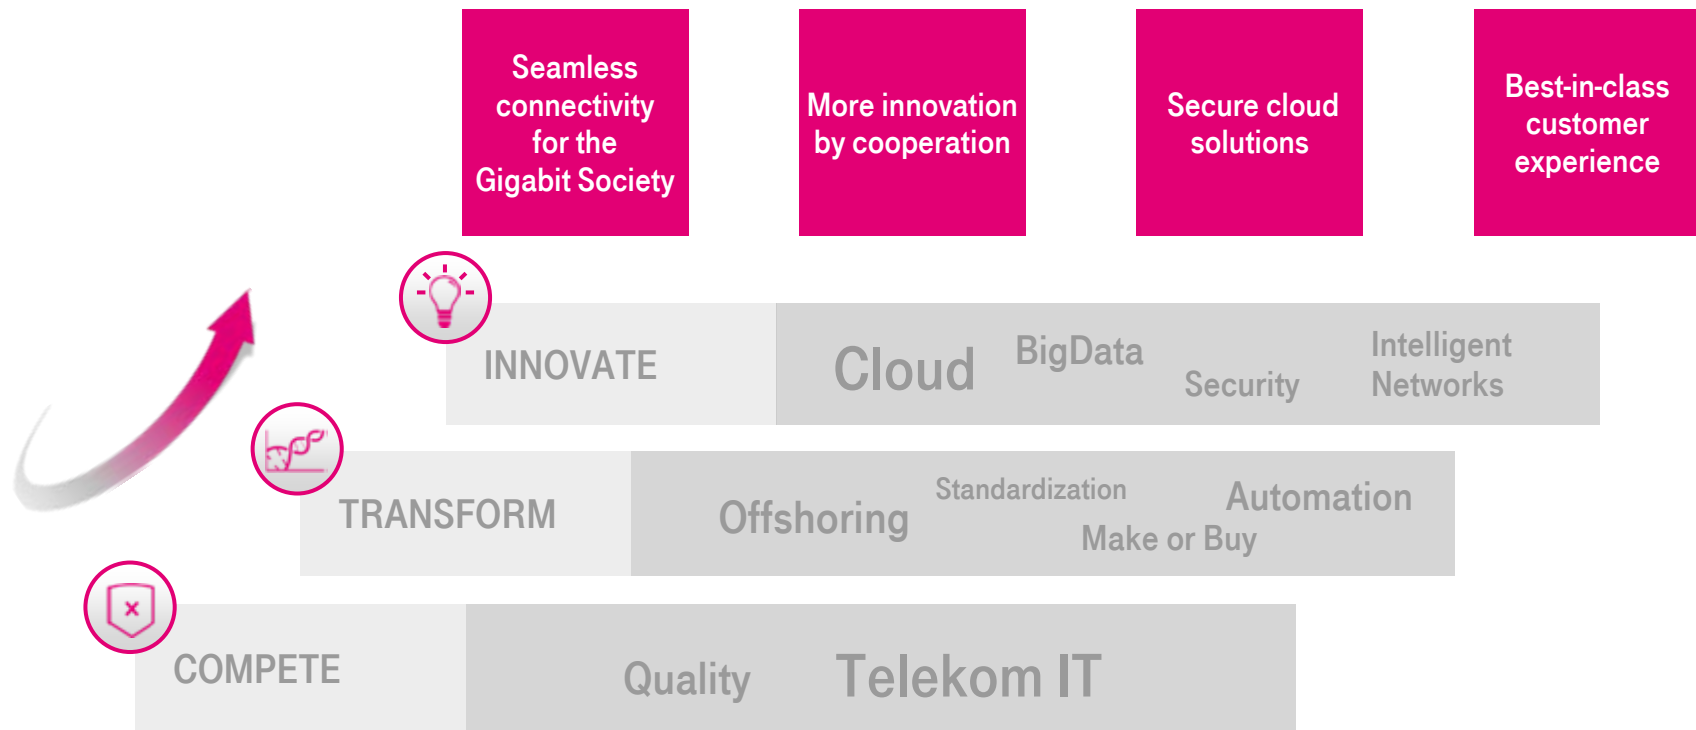 Seamless
connectivity
for the
Gigabit Society
More innovation
by cooperation
Secure cloud
solutions
Best-in-class
customer
experience
INNOVATE
Cloud
BigData
Security
Intelligent
Networks
TRANSFORM
Offshoring
Standardization
Make or Buy
Automation
COMPETE
Quality
Telekom IT